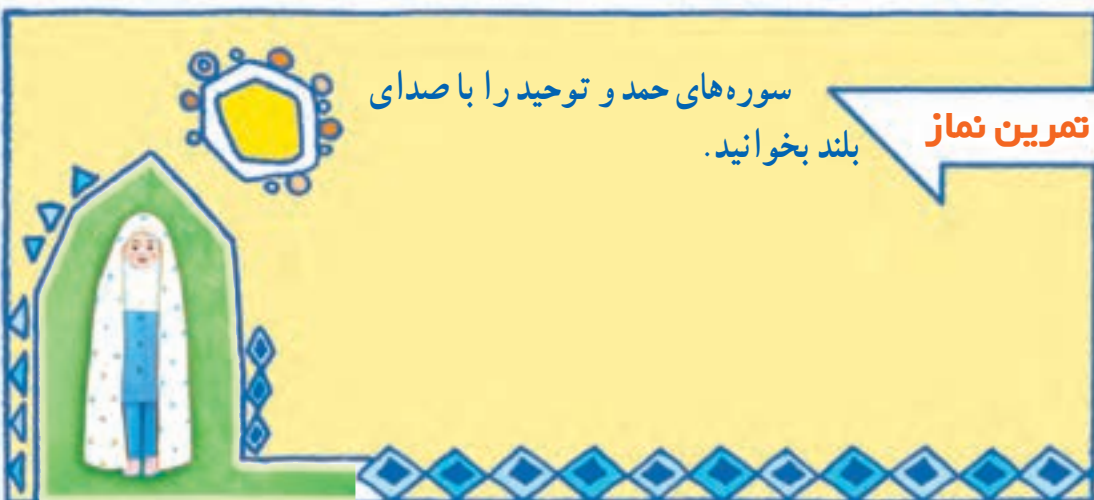 تمرین نماز
سوره‌های حمد و توحید را با صدای
بلند بخوانید.